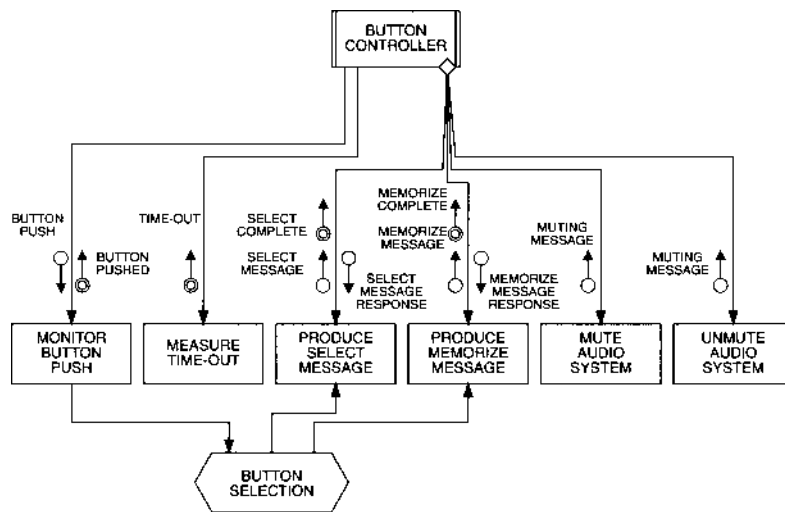 BUTTON
CONTROLLER
BUTTON
PUSH
BUTTON
PUSHED
TIME-OUT
SELECT
COMPLETE
SELECT
MESSAGE
SELECT
MESSAGE
RESPONSE
MEMORIZE
COMPLETE
MEMORIZE
MESSAGE
MEMORIZE
MESSAGE
RESPONSE
MUTING
MESSAGE
MUTING
MESSAGE
MONITOR
BUTTON
PUSH
MEASURE
TIME-OUT
PRODUCE
SELECT
MESSAGE
PRODUCE
MEMORIZE
MESSAGE
MUTE
AUDIO
SYSTEM
UNMUTE
AUDIO
SYSTEM
BUTTON
SELECTION